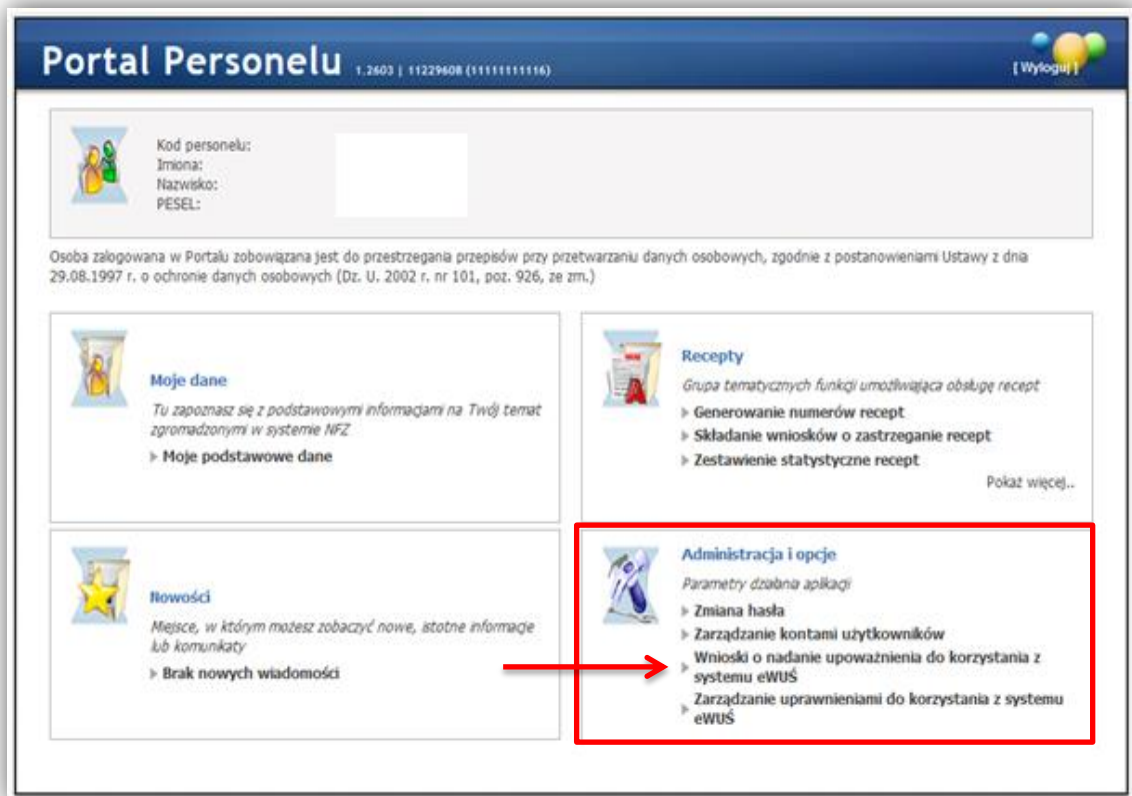 Portal Personelu 1.2603 | 11229608 (11111111116)
[ Wyloguj ]
Kod personelu:
Imiona:
Nazwisko:
PESEL:
Osoba zalogowana w Portalu zobowiązana jest do przestrzegania przepisów przy przetwarzaniu danych osobowych, zgodnie z postanowieniami Ustawy z dnia
29.08.1997 r. o ochronie danych osobowych (Dz. U. 2002 r. nr 101, poz. 926, ze zm.)
Moje dane
Tu zapoznasz się z podstawowymi informacjami na Twój temat
zgromadzonymi w systemie NFZ
Moje podstawowe dane
Recepty
Grupa tematycznych funkcji umożliwiająca obsługę recept
Generowanie numerów recept
Składanie wniosków o zastrzeganie recept
Zestawienie statystyczne recept
Pokaż więcej..
Nowości
Miejsce, w którym możesz zobaczyć nowe, istotne informacje
lub komunikaty
Brak nowych wiadomości
Administracja i opcje
Parametry działania aplikacji
Zmiana hasła
Zarządzanie kontami użytkowników
Wnioski o nadanie upoważnienia do korzystania z
systemu eWUŚ
Zarządzanie uprawnieniami do korzystania z systemu
eWUŚ